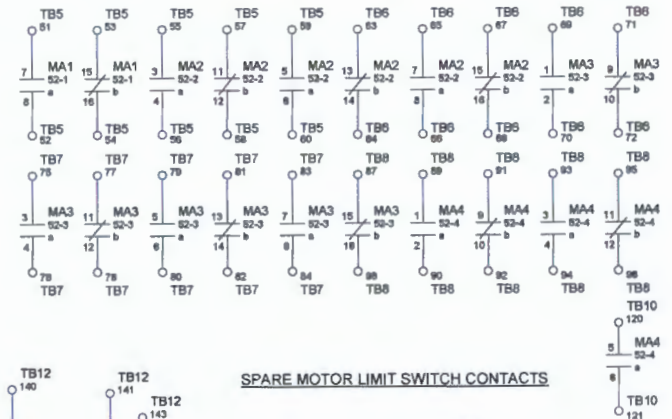 TB5 TB5 TB5 TB5 TB5 TB6 TB6 TB6 TB6 TB6
51 53 55 57 59 63 65 67 69 71
7 MA1 15 MA1 3 MA2 11 MA2 5 MA2 13 MA2 7 MA2 15 MA2 1 MA3 9 MA3
52-1 52-1 52-2 52-2 52-2 52-2 52-2 52-2 52-3 52-3
8 a 16 b 4 a 12 b 6 a 14 b 8 a 16 b 2 a 10 b
TB5 TB5 TB5 TB5 TB5 TB6 TB6 TB6 TB6 TB6
52 54 56 58 60 64 66 68 70 72
TB7 TB7 TB7 TB7 TB7 TB8 TB8 TB8 TB8 TB8
75 77 79 81 83 87 89 91 93 95
3 MA3 11 MA3 5 MA3 13 MA3 7 MA3 15 MA3 1 MA4 9 MA4 3 MA4 11 MA4
52-3 52-3 52-3 52-3 52-3 52-3 52-4 52-4 52-4 52-4
4 a 12 b 6 a 14 b 8 a 16 b 2 a 10 b 4 a 12 b
80 82 84 90 92 94 96
TB7 TB7 TB7 TB7 TB7 TB8 TB8 TB8 TB8 TB8
TB10
120
5 MA4
52-4
6 a
TB10
121
SPARE MOTOR LIMIT SWITCH CONTACTS
TB12
140
TB12
141
TB12
143